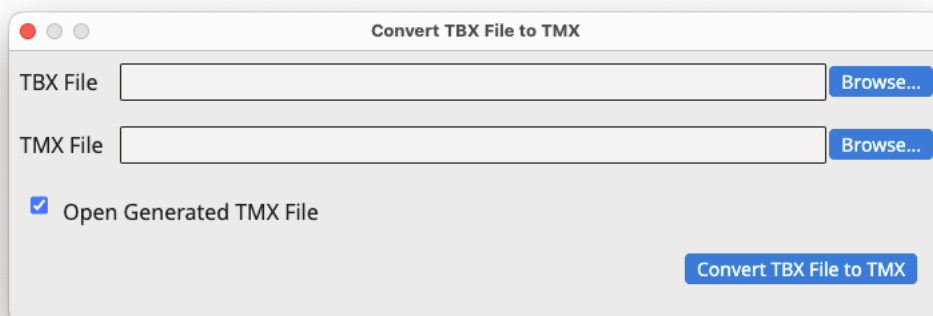 Convert TBX File to TMX
TBX File Browse...
TMX File Browse...
Open Generated TMX File
Convert TBX File to TMX